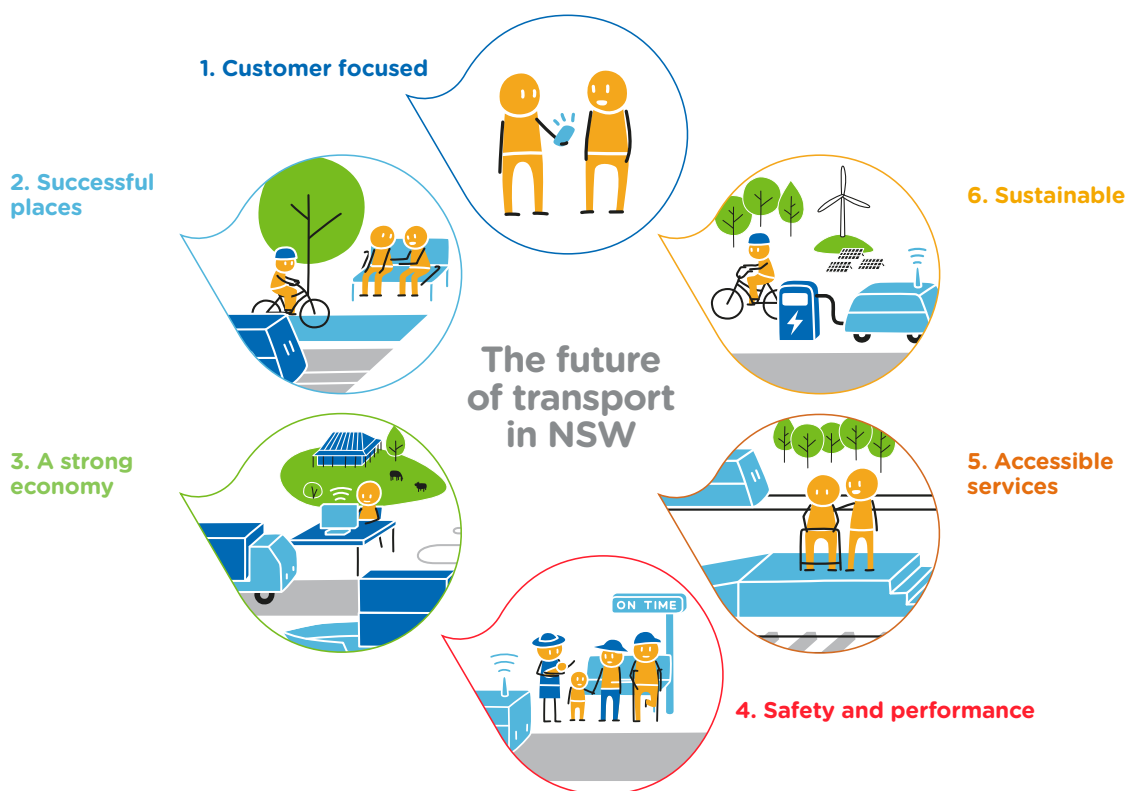 1. Customer focused
2. Successful
places
6. Sustainable
The future
of transport
in NSW
3. A strong
economy
5. Accessible
services
ON TIME
4. Safety and performance